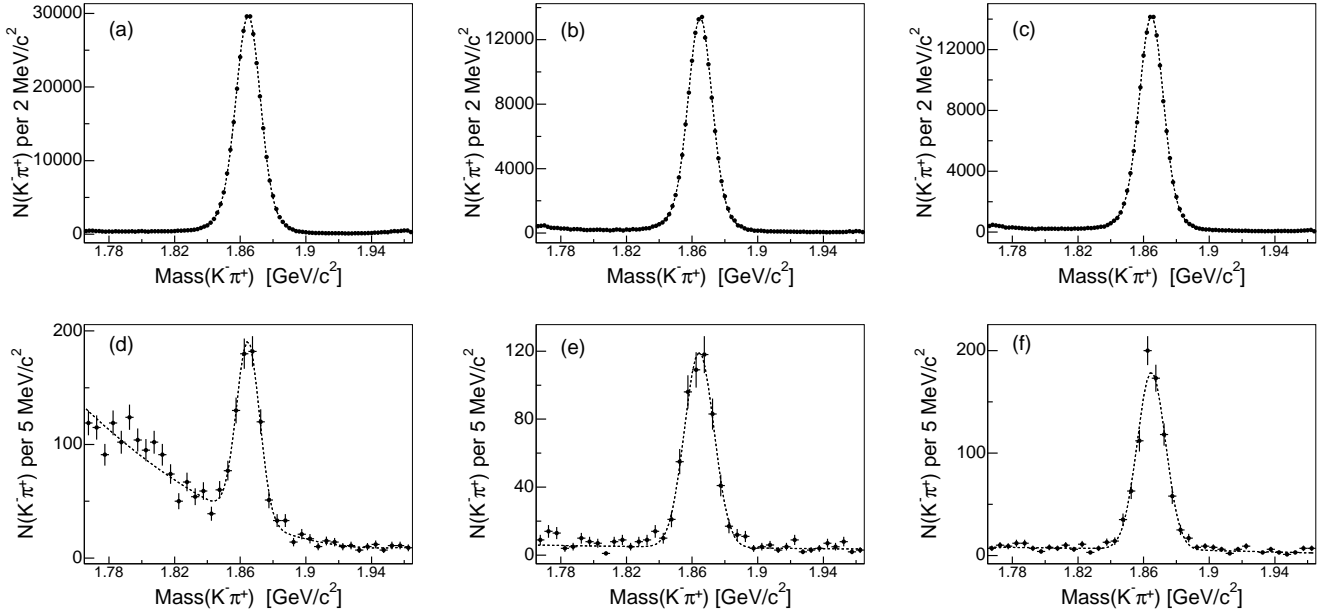 (a)
N(K⁻π⁺) per 2 MeV/c²
30000
20000
10000
0
1.78 1.82 1.86 1.9 1.94
Mass(K⁻π⁺) [GeV/c²]
(b)
N(K⁻π⁺) per 2 MeV/c²
12000
8000
4000
0
1.78 1.82 1.86 1.9 1.94
Mass(K⁻π⁺) [GeV/c²]
(c)
N(K⁻π⁺) per 2 MeV/c²
12000
8000
4000
0
1.78 1.82 1.86 1.9 1.94
Mass(K⁻π⁺) [GeV/c²]
(d)
N(K⁻π⁺) per 5 MeV/c²
200
100
0
1.78 1.82 1.86 1.9 1.94
Mass(K⁻π⁺) [GeV/c²]
(e)
N(K⁻π⁺) per 5 MeV/c²
120
80
40
0
1.78 1.82 1.86 1.9 1.94
Mass(K⁻π⁺) [GeV/c²]
(f)
N(K⁻π⁺) per 5 MeV/c²
200
100
0
1.78 1.82 1.86 1.9 1.94
Mass(K⁻π⁺) [GeV/c²]